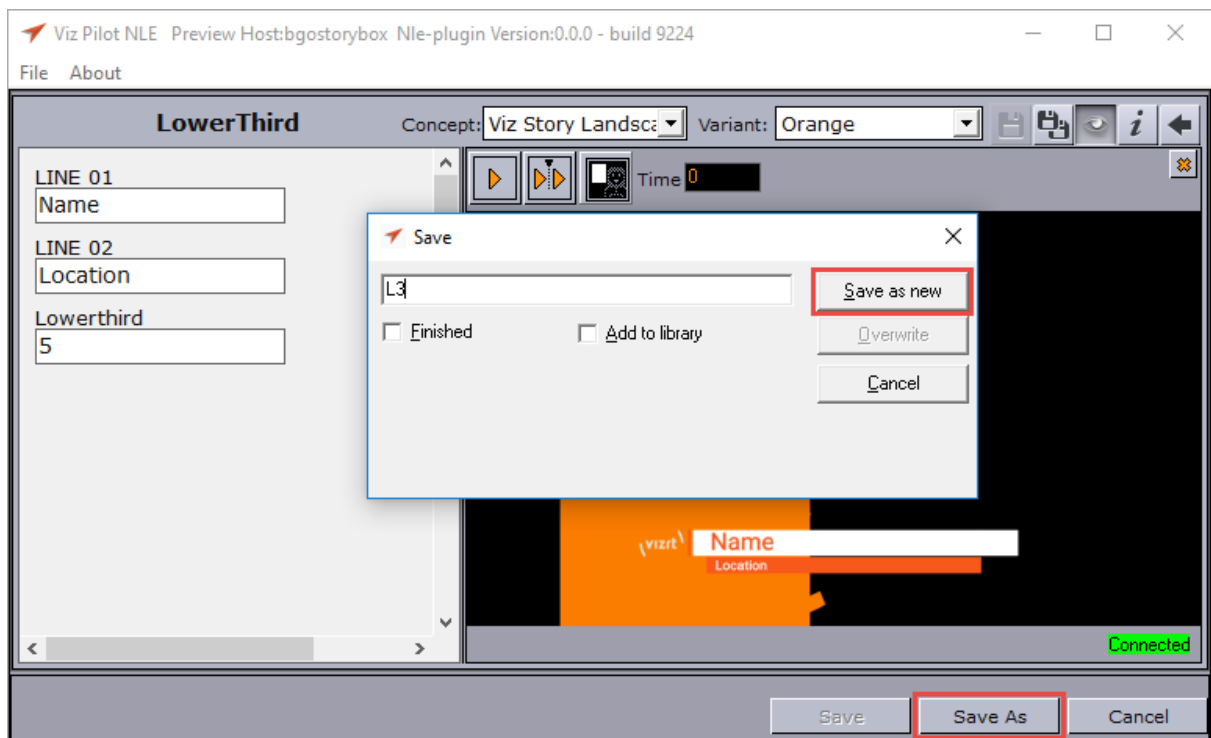 Viz Pilot NLE Preview Host:bgostorybox Nle-plugin Version:0.0.0 - build 9224
File About
LowerThird Concept: Viz Story Landsca Variant: Orange
LINE 01
Name
LINE 02
Location
Lowerthird
5
Time 0
Save
L3
Save as new
Finished
Add to library
Overwrite
Cancel
vizrt
Name
Location
Connected
Save Save As Cancel